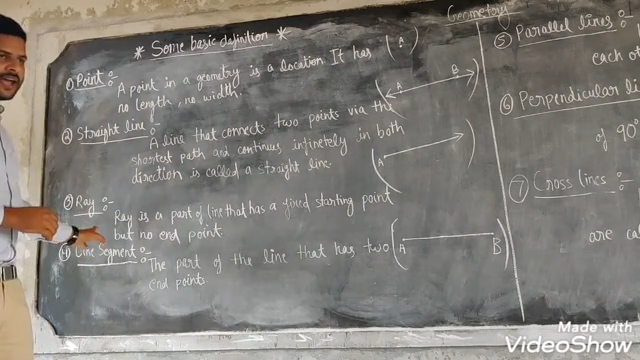 Geometry
* Some basic definition *
① Point :- A point in a geometry is a location. It has
no length, no width.
(A)
② Straight line :-
A line that connects two points via the
shortest path and continues infinetely in both
direction is called a straight line.
A B
③ Ray :-
Ray is a part of line that has a fixed starting point
but no end point.
A
④ Line Segment :-
The part of the line that has two
end points.
A B
⑤ Parallel lines
each ot
⑥ Perpendicular li
of 90°
⑦ Cross lines :-
are cal
Made with
VideoShow